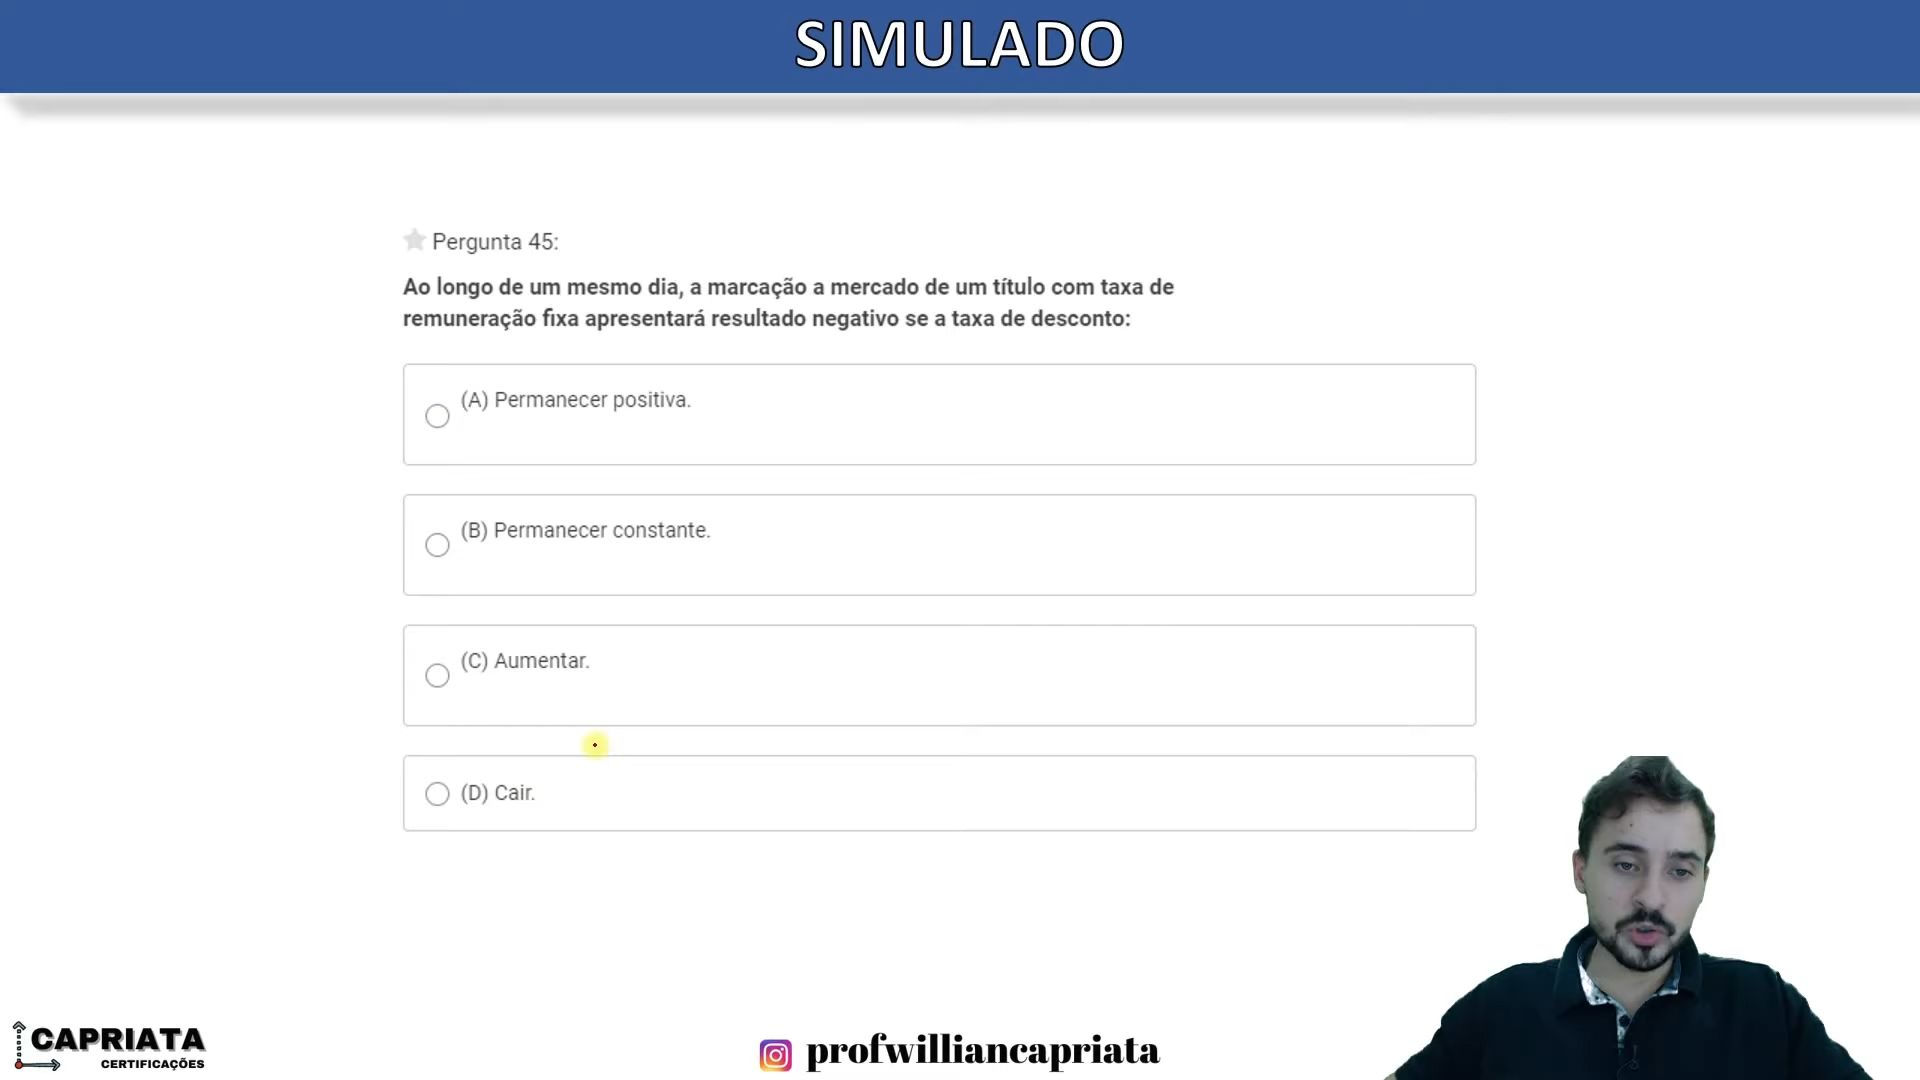 SIMULADO
Pergunta 45:
Ao longo de um mesmo dia, a marcação a mercado de um título com taxa de
remuneração fixa apresentará resultado negativo se a taxa de desconto:
(A) Permanecer positiva.
(B) Permanecer constante.
(C) Aumentar.
(D) Cair.
CAPRIATA
CERTIFICAÇÕES
profwilliancapriata